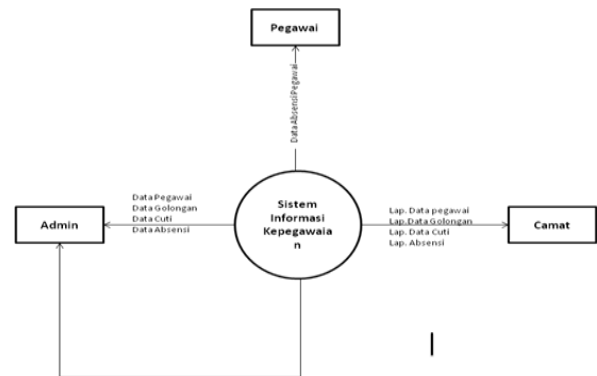 Pegawai
Data Absensi Pegawai
Data Pegawai
Data Golongan
Data Cuti
Data Absensi
Admin
Sistem
Informasi
Kepegawaia
n
Lap. Data pegawai
Lap.Data Golongan
Lap. Data Cuti
Lap. Absensi
Camat